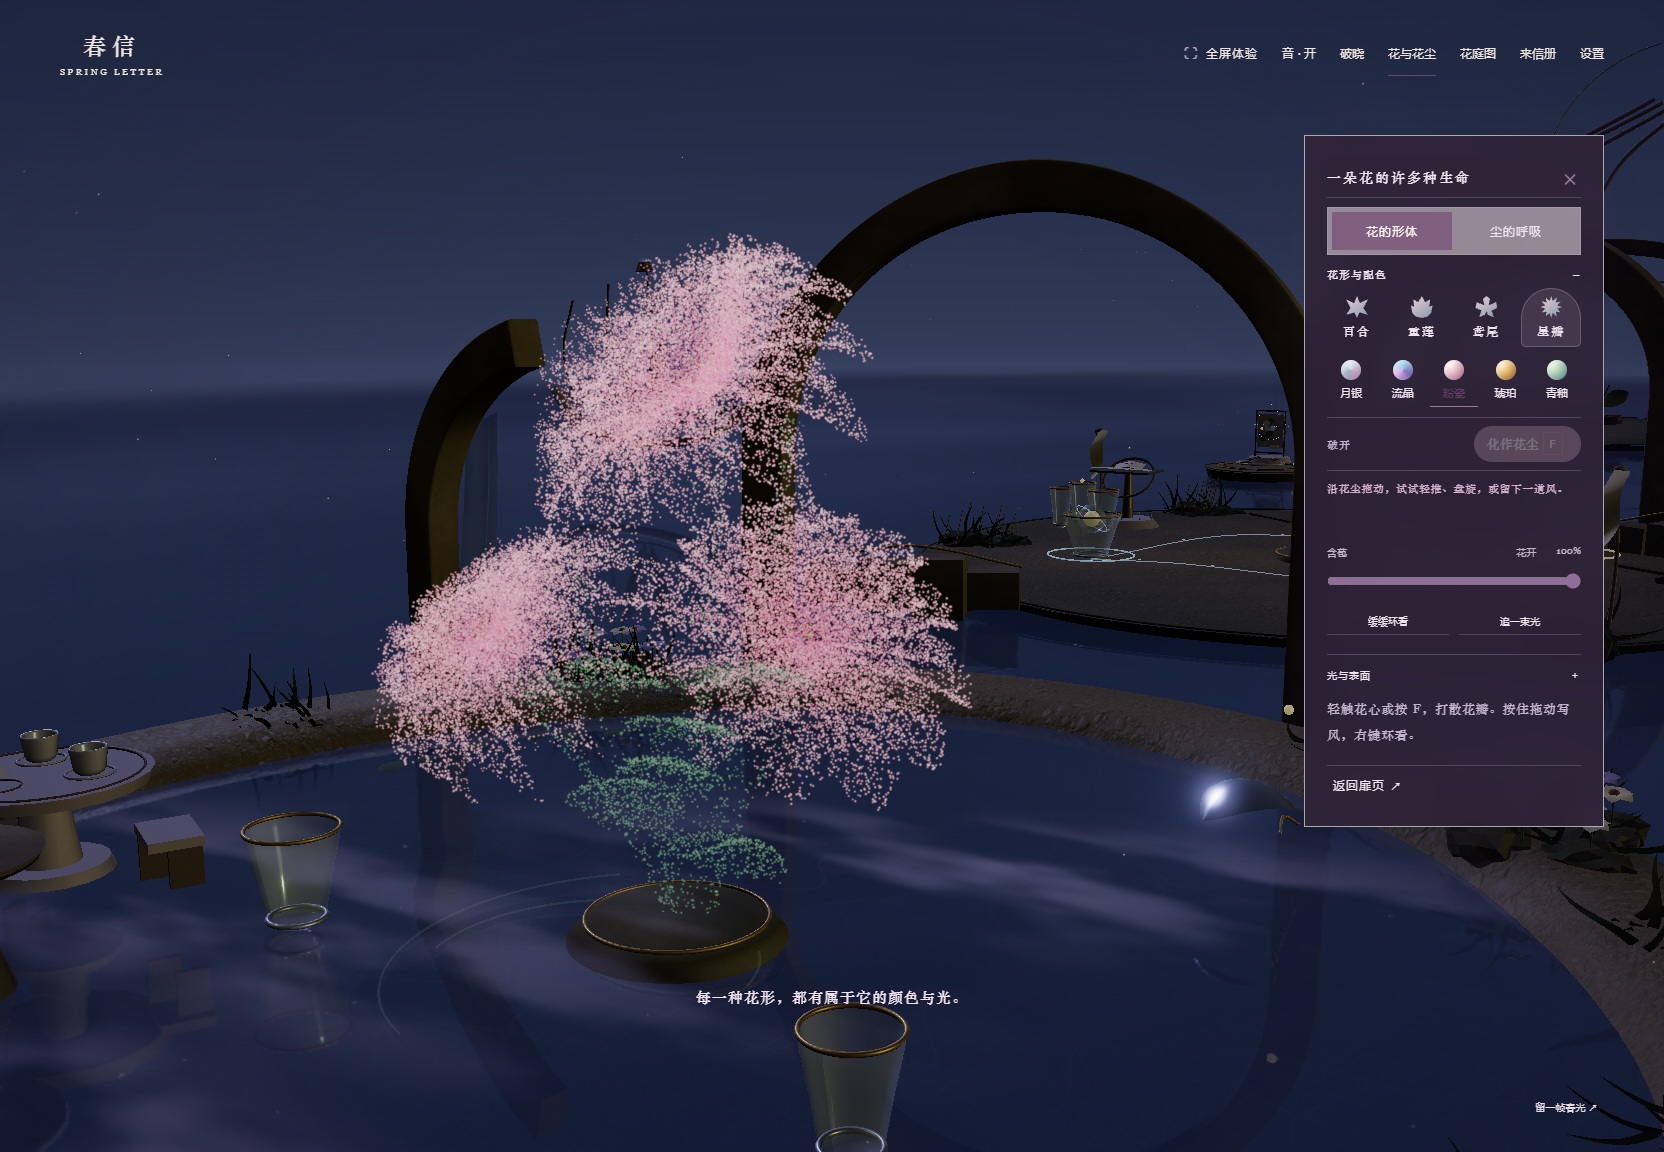 春信
SPRING LETTER
全屏体验 音·开 破晓 花与花尘 花庭图 来信册 设置
一朵花的许多种生命
花的形体 尘的呼吸
花形与配色
百合 重莲 鸢尾 星瓣
月银 流晶 粉瓷 琥珀 青釉
破开 化作花尘 F
沿花尘拖动，试试轻推、盘旋，或留下一道风。
含苞 花开 100%
缓缓环看 追一束光
光与表面
轻触花心或按 F，打散花瓣。按住拖动写
风，右键环看。
返回扉页 ↗
每一种花形，都有属于它的颜色与光。
留一帧春光 ↗